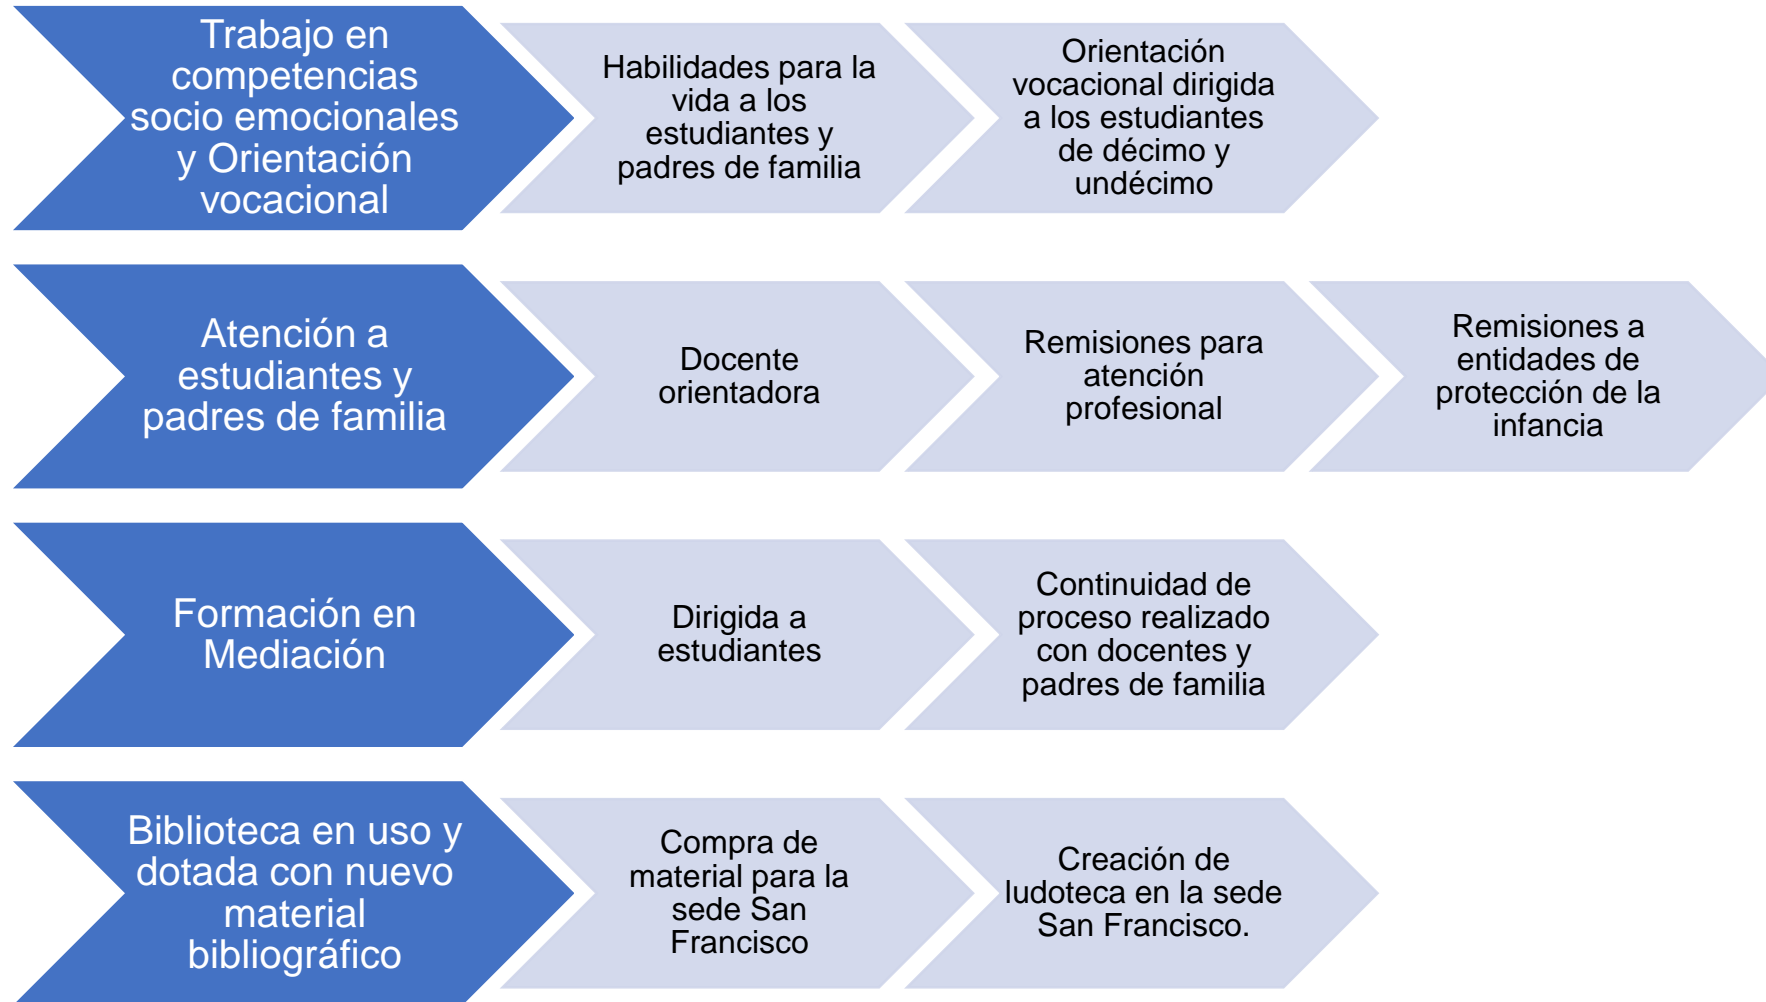 Trabajo en
competencias
socio emocionales
y Orientación
vocacional
Habilidades para la
vida a los
estudiantes y
padres de familia
Orientación
vocacional dirigida
a los estudiantes
de décimo y
undécimo
Atención a
estudiantes y
padres de familia
Docente
orientadora
Remisiones para
atención
profesional
Remisiones a
entidades de
protección de la
infancia
Formación en
Mediación
Dirigida a
estudiantes
Continuidad de
proceso realizado
con docentes y
padres de familia
Biblioteca en uso y
dotada con nuevo
material
bibliográfico
Compra de
material para la
sede San
Francisco
Creación de
ludoteca en la sede
San Francisco.